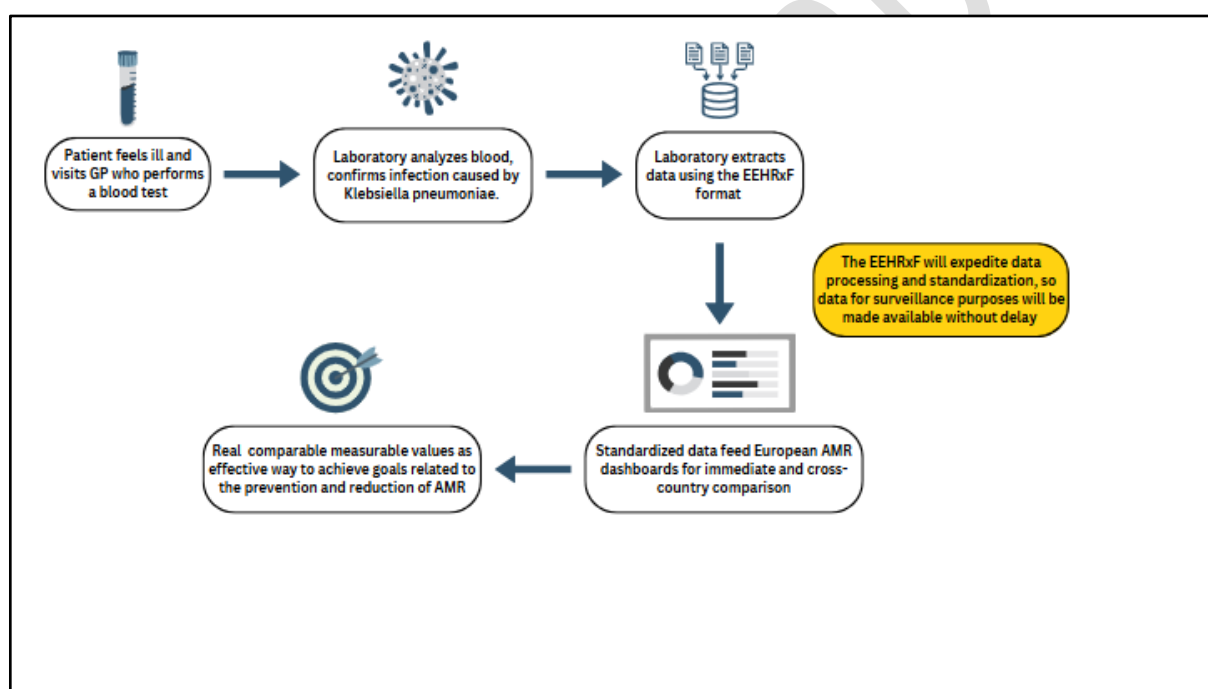 Patient feels ill and
visits GP who performs
a blood test
Laboratory analyzes blood,
confirms infection caused by
Klebsiella pneumoniae.
Laboratory extracts
data using the EEHRxF
format
The EEHRxF will expedite data
processing and standardization, so
data for surveillance purposes will be
made available without delay
Standardized data feed European AMR
dashboards for immediate and cross-
country comparison
Real comparable measurable values as
effective way to achieve goals related to
the prevention and reduction of AMR